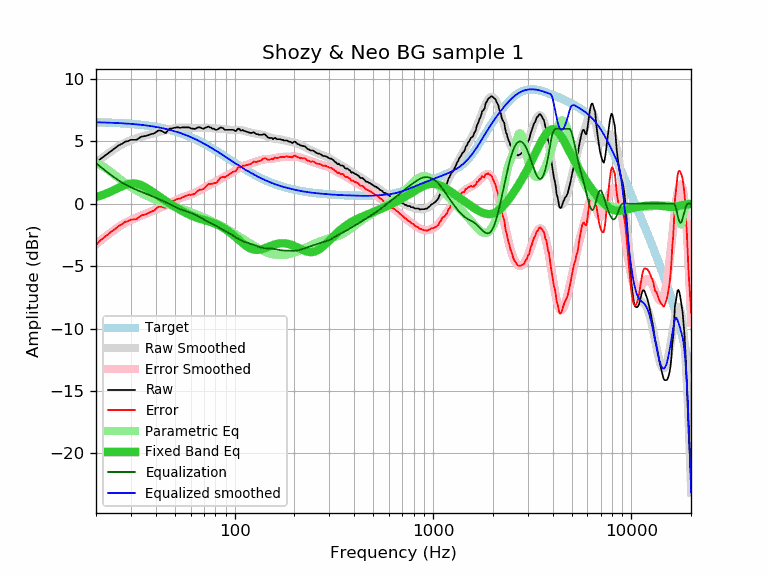 Shozy & Neo BG sample 1
Amplitude (dBr)
10
5
0
−5
−10
−15
−20
Target
Raw Smoothed
Error Smoothed
Raw
Error
Parametric Eq
Fixed Band Eq
Equalization
Equalized smoothed
100 1000 10000
Frequency (Hz)